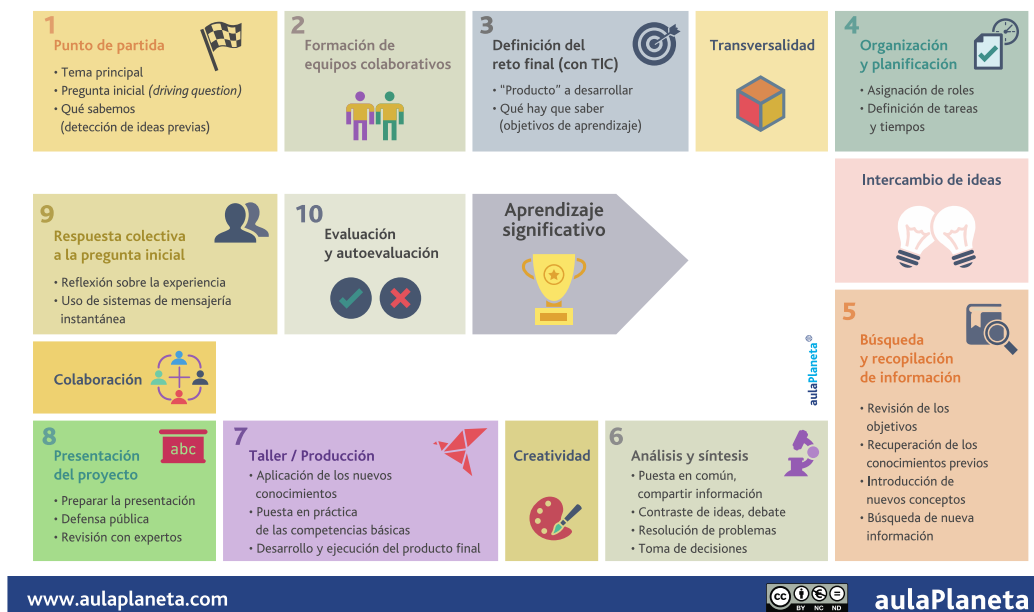 1
Punto de partida
• Tema principal
• Pregunta inicial (driving question)
• Qué sabemos
(detección de ideas previas)
2
Formación de
equipos colaborativos
3
Definición del
reto final (con TIC)
• "Producto" a desarrollar
• Qué hay que saber
(objetivos de aprendizaje)
Transversalidad
4
Organización
y planificación
• Asignación de roles
• Definición de tareas
y tiempos
Intercambio de ideas
5
Búsqueda
y recopilación
de información
• Revisión de los
objetivos
• Recuperación de los
conocimientos previos
• Introducción de
nuevos conceptos
• Búsqueda de nueva
información
6
Análisis y síntesis
• Puesta en común,
compartir información
• Contraste de ideas, debate
• Resolución de problemas
• Toma de decisiones
Creatividad
7
Taller / Producción
• Aplicación de los nuevos
conocimientos
• Puesta en práctica
de las competencias básicas
• Desarrollo y ejecución del producto final
8
abc
Presentación
del proyecto
• Preparar la presentación
• Defensa pública
• Revisión con expertos
Colaboración
9
Respuesta colectiva
a la pregunta inicial
• Reflexión sobre la experiencia
• Uso de sistemas de mensajería
instantánea
10
Evaluación
y autoevaluación
Aprendizaje
significativo
aulaPlaneta®
www.aulaplaneta.com
cc
BY NC ND
aulaPlaneta